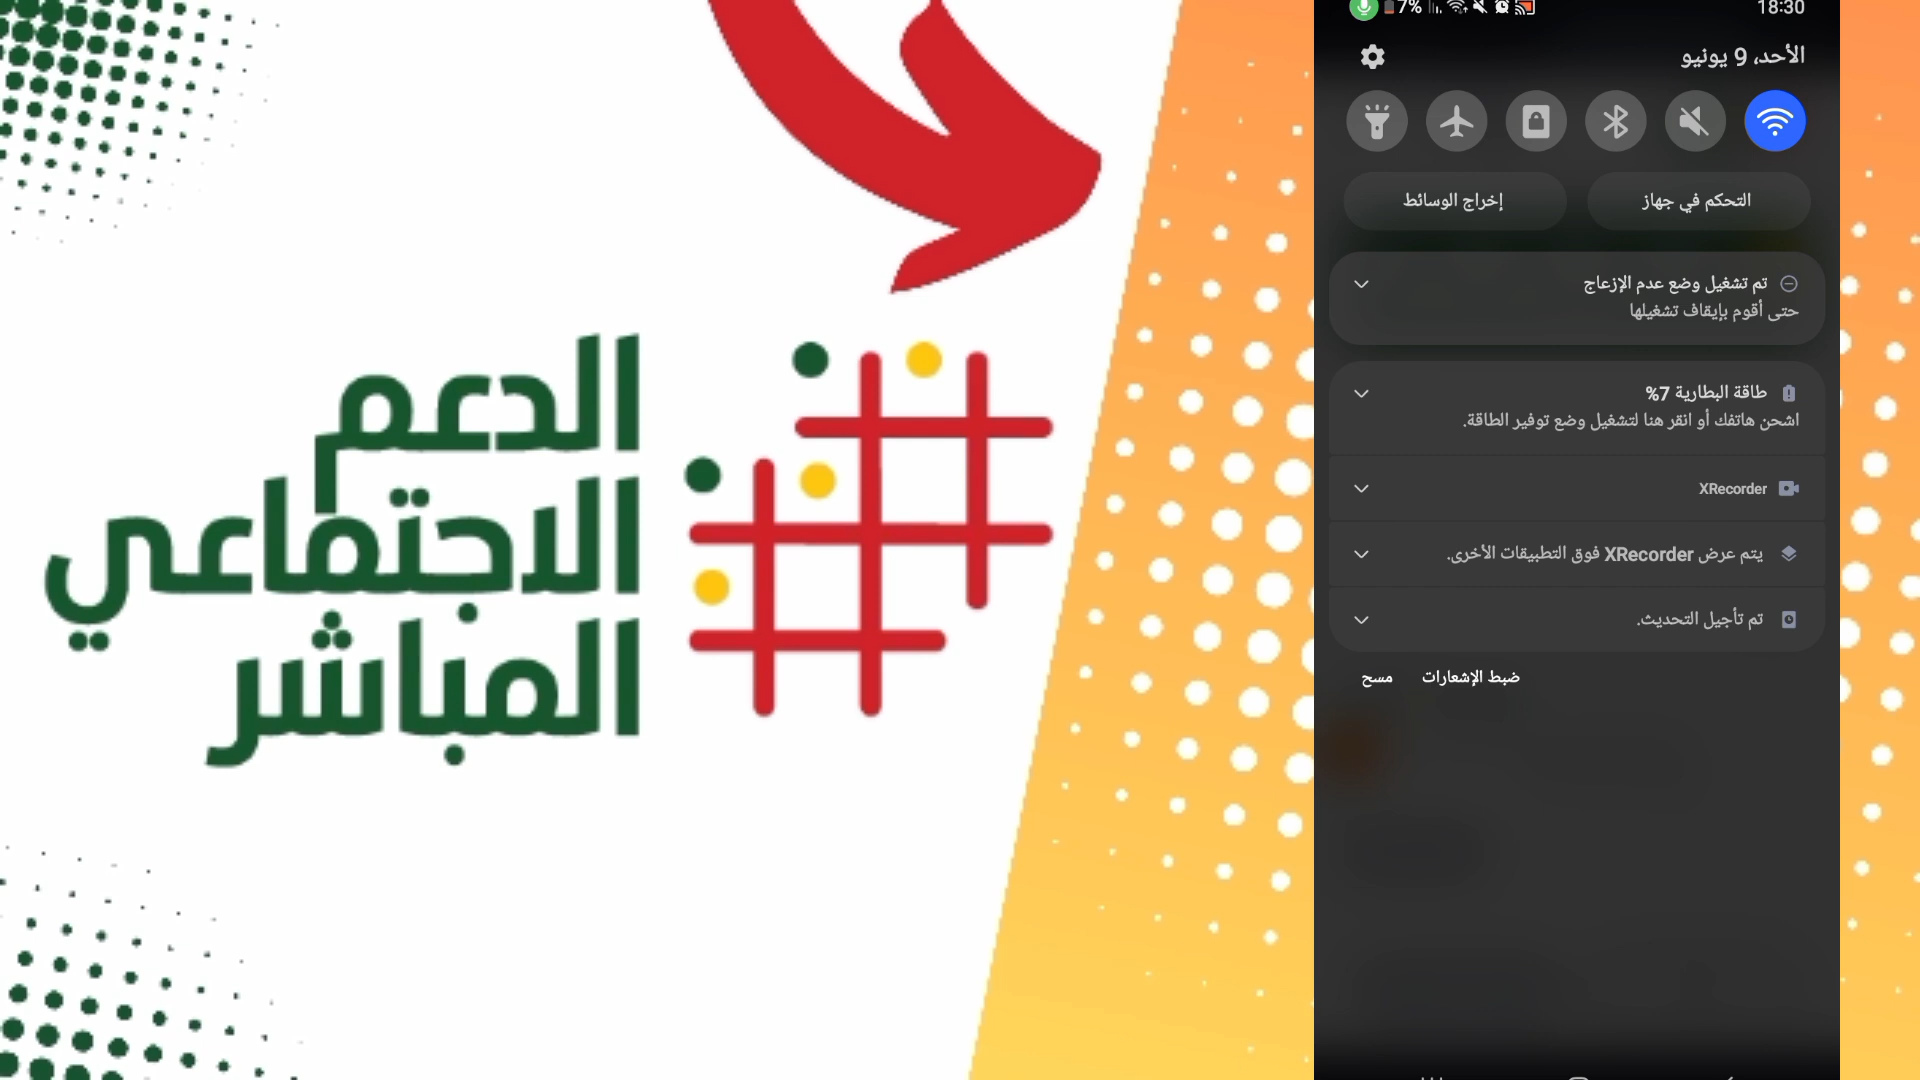 الدعم
الاجتماعي
المباشر
18:30
7%
الأحد، 9 يونيو
التحكم في جهاز
إخراج الوسائط
تم تشغيل وضع عدم الإزعاج
حتى أقوم بإيقاف تشغيلها
طاقة البطارية 7%
اشحن هاتفك أو انقر هنا لتشغيل وضع توفير الطاقة.
XRecorder
يتم عرض XRecorder فوق التطبيقات الأخرى.
تم تأجيل التحديث.
ضبط الإشعارات
مسح